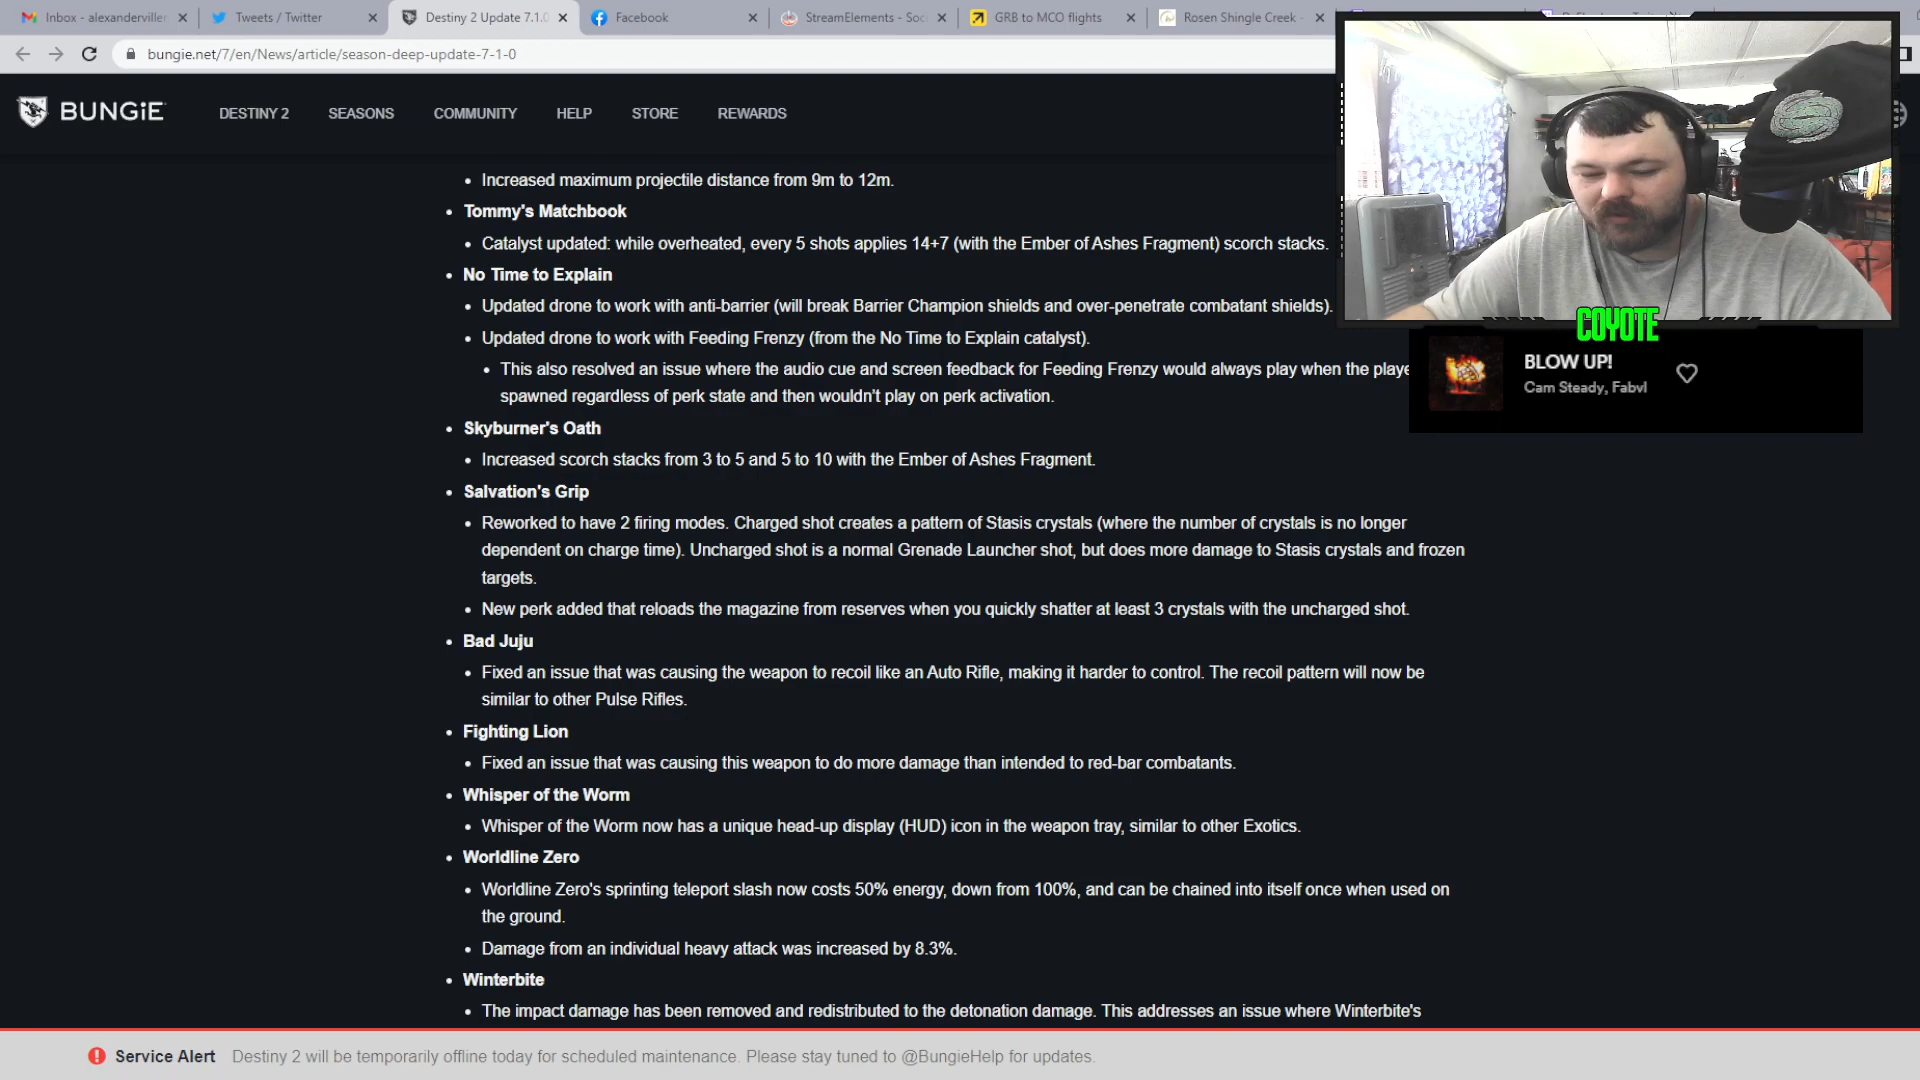 Inbox - alexanderviller
Tweets / Twitter
Destiny 2 Update 7.1.0
Facebook
StreamElements - Soc
GRB to MCO flights
Rosen Shingle Creek -
bungie.net/7/en/News/article/season-deep-update-7-1-0
BUNGiE
DESTINY 2
SEASONS
COMMUNITY
HELP
STORE
REWARDS
• Increased maximum projectile distance from 9m to 12m.
• Tommy's Matchbook
• Catalyst updated: while overheated, every 5 shots applies 14+7 (with the Ember of Ashes Fragment) scorch stacks.
• No Time to Explain
• Updated drone to work with anti-barrier (will break Barrier Champion shields and over-penetrate combatant shields).
• Updated drone to work with Feeding Frenzy (from the No Time to Explain catalyst).
• This also resolved an issue where the audio cue and screen feedback for Feeding Frenzy would always play when the playe
spawned regardless of perk state and then wouldn't play on perk activation.
• Skyburner's Oath
• Increased scorch stacks from 3 to 5 and 5 to 10 with the Ember of Ashes Fragment.
• Salvation's Grip
• Reworked to have 2 firing modes. Charged shot creates a pattern of Stasis crystals (where the number of crystals is no longer
dependent on charge time). Uncharged shot is a normal Grenade Launcher shot, but does more damage to Stasis crystals and frozen
targets.
• New perk added that reloads the magazine from reserves when you quickly shatter at least 3 crystals with the uncharged shot.
• Bad Juju
• Fixed an issue that was causing the weapon to recoil like an Auto Rifle, making it harder to control. The recoil pattern will now be
similar to other Pulse Rifles.
• Fighting Lion
• Fixed an issue that was causing this weapon to do more damage than intended to red-bar combatants.
• Whisper of the Worm
• Whisper of the Worm now has a unique head-up display (HUD) icon in the weapon tray, similar to other Exotics.
• Worldline Zero
• Worldline Zero's sprinting teleport slash now costs 50% energy, down from 100%, and can be chained into itself once when used on
the ground.
• Damage from an individual heavy attack was increased by 8.3%.
• Winterbite
• The impact damage has been removed and redistributed to the detonation damage. This addresses an issue where Winterbite's
COYOTE
BLOW UP!
Cam Steady, Fabvl
Service Alert Destiny 2 will be temporarily offline today for scheduled maintenance. Please stay tuned to @BungieHelp for updates.